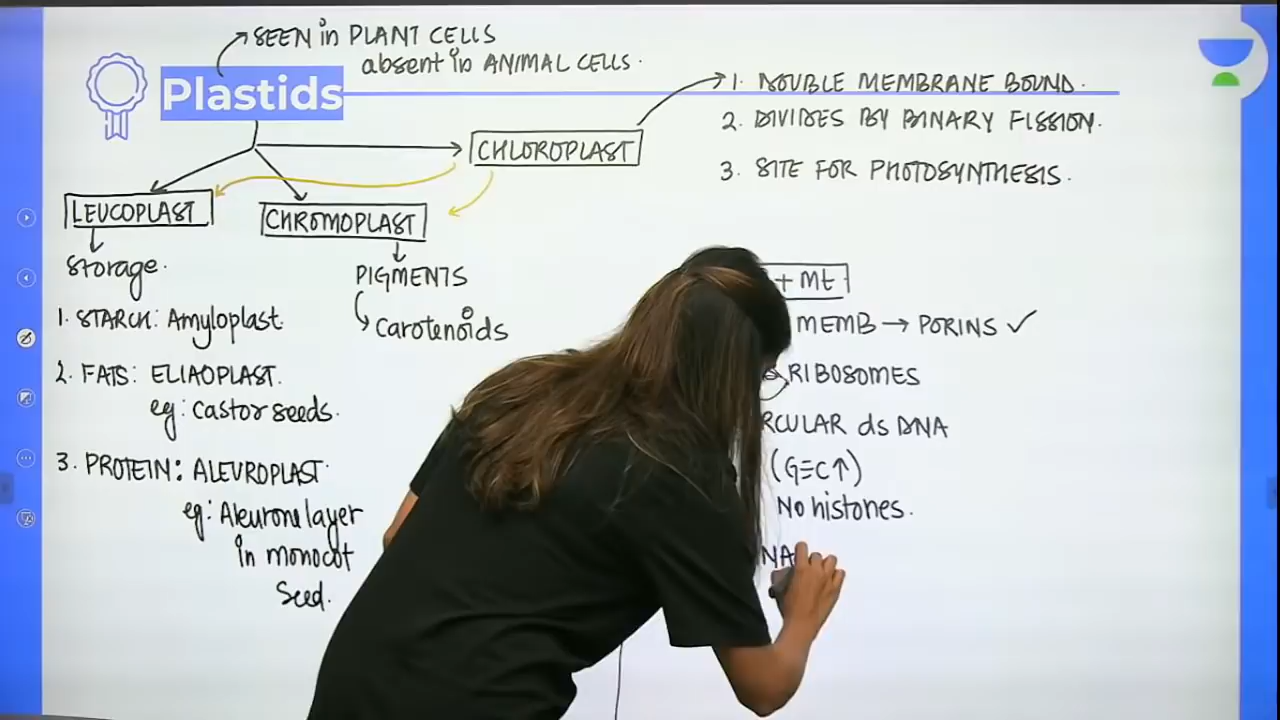 SEEN in PLANT CELLS
absent in ANIMAL CELLS.
Plastids
CHLOROPLAST
1. DOUBLE MEMBRANE BOUND.
2. DIVIDES BY BINARY FISSION.
3. SITE FOR PHOTOSYNTHESIS.
LEUCOPLAST
CHROMOPLAST
Storage.
PIGMENTS
Carotenoids
1. STARCH: Amyloplast
2. FATS: ELIAOPLAST.
eg: castor seeds.
3. PROTEIN: ALEUROPLAST.
eg: Aleurone layer
in monocot
Seed.
+ Mt
MEMB → PORINS ✓
RIBOSOMES
RCULAR ds DNA
(G≡C↑)
No histones.
NA